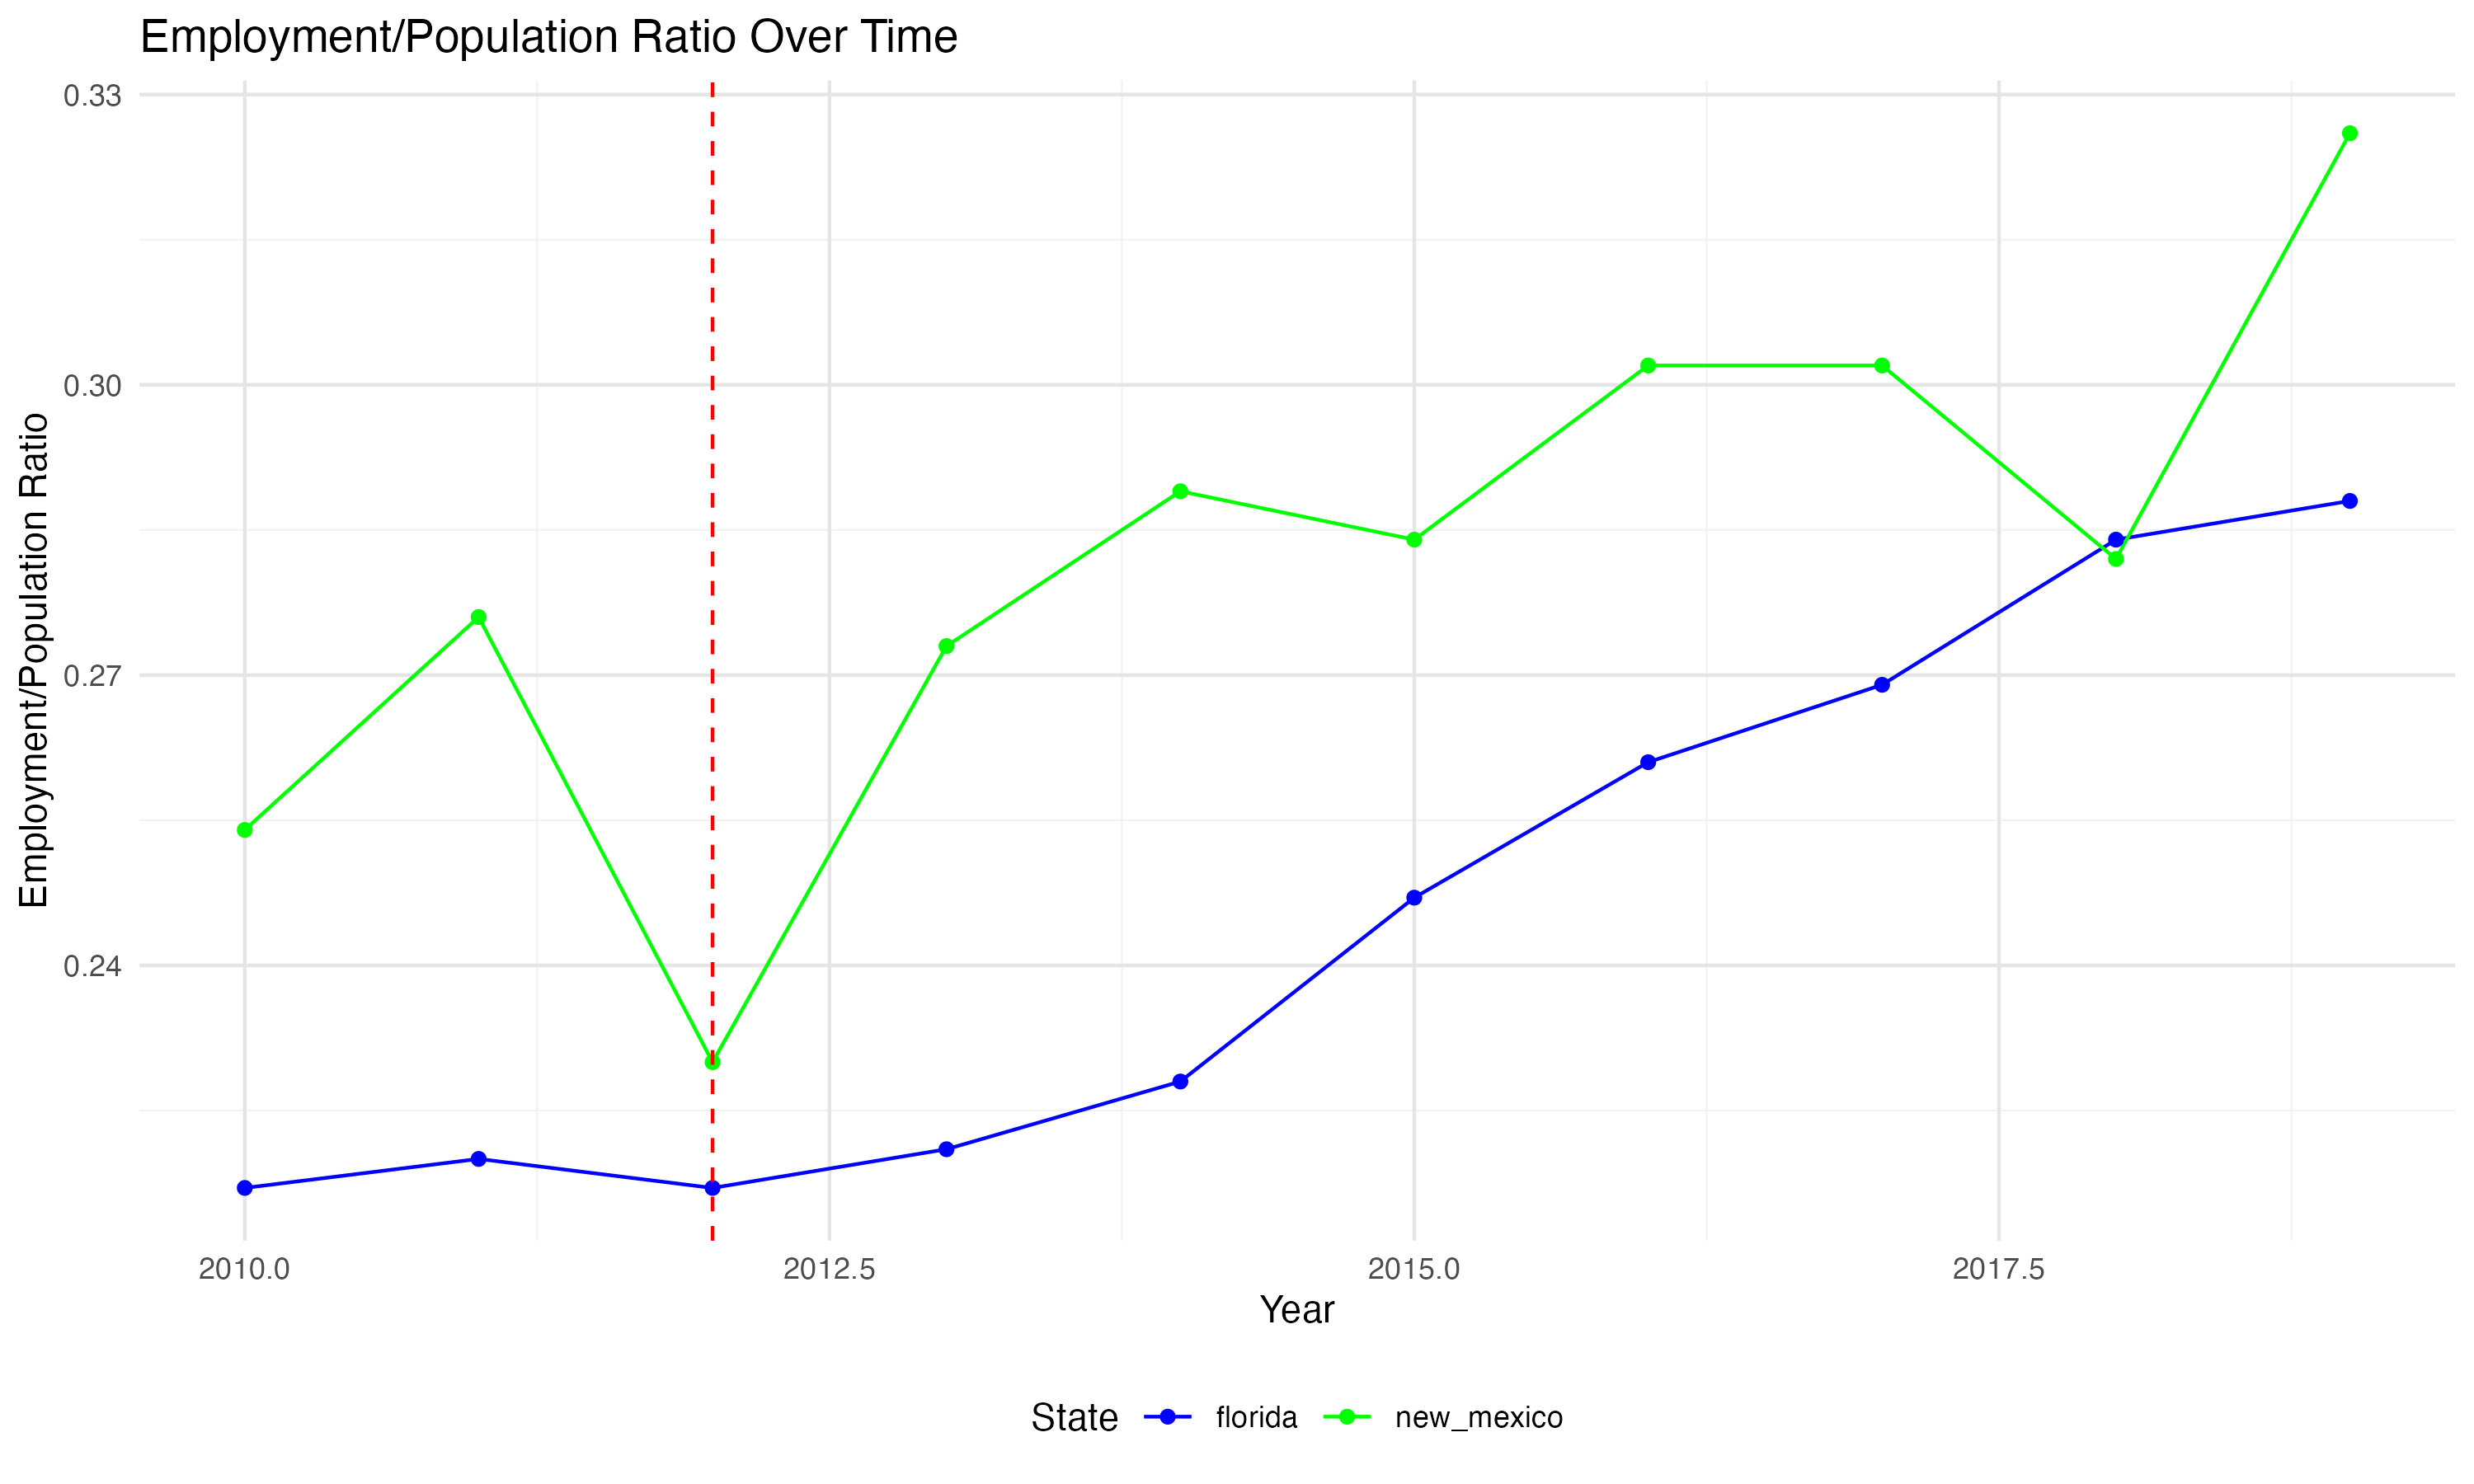 Employment/Population Ratio Over Time
Employment/Population Ratio
0.33
0.30
0.27
0.24
2010.0 2012.5 2015.0 2017.5
Year
State florida new_mexico